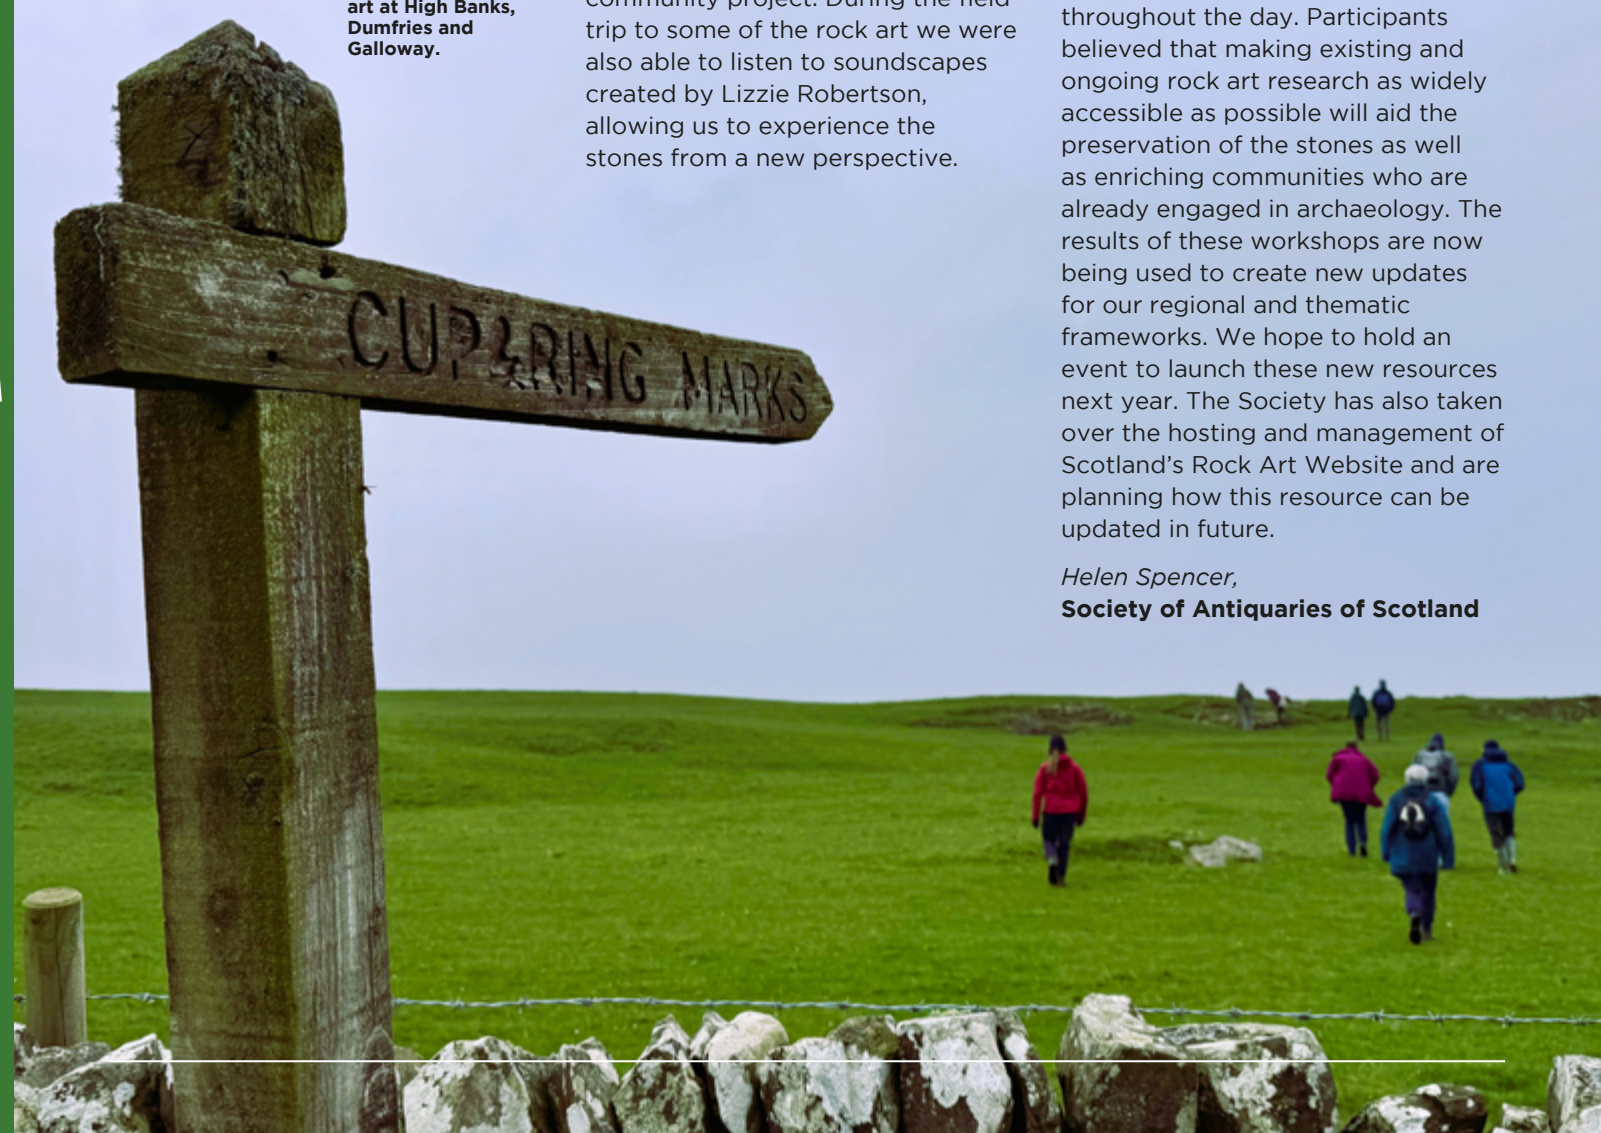 art at High Banks,
Dumfries and
Galloway.
community project. During the field
trip to some of the rock art we were
also able to listen to soundscapes
created by Lizzie Robertson,
allowing us to experience the
stones from a new perspective.
throughout the day. Participants
believed that making existing and
ongoing rock art research as widely
accessible as possible will aid the
preservation of the stones as well
as enriching communities who are
already engaged in archaeology. The
results of these workshops are now
being used to create new updates
for our regional and thematic
frameworks. We hope to hold an
event to launch these new resources
next year. The Society has also taken
over the hosting and management of
Scotland's Rock Art Website and are
planning how this resource can be
updated in future.
Helen Spencer,
Society of Antiquaries of Scotland
CUP & RING MARKS